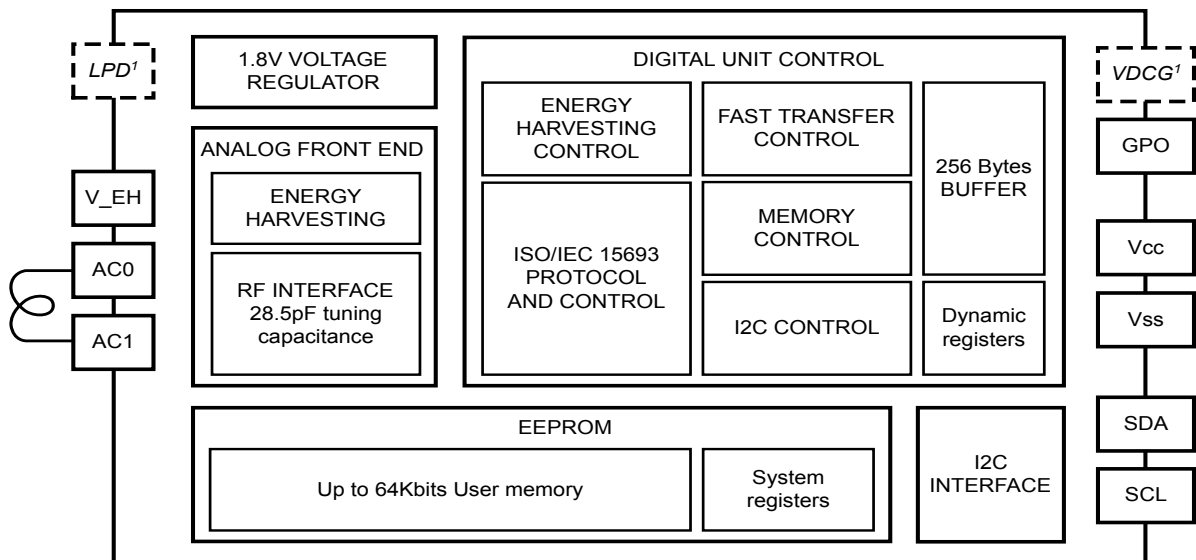 LPD¹
V_EH
AC0
AC1
1.8V VOLTAGE
REGULATOR
ANALOG FRONT END
ENERGY
HARVESTING
RF INTERFACE
28.5pF tuning
capacitance
DIGITAL UNIT CONTROL
ENERGY
HARVESTING
CONTROL
FAST TRANSFER
CONTROL
256 Bytes
BUFFER
ISO/IEC 15693
PROTOCOL
AND CONTROL
MEMORY
CONTROL
I2C CONTROL
Dynamic
registers
EEPROM
Up to 64Kbits User memory
System
registers
I2C
INTERFACE
VDCG¹
GPO
Vcc
Vss
SDA
SCL